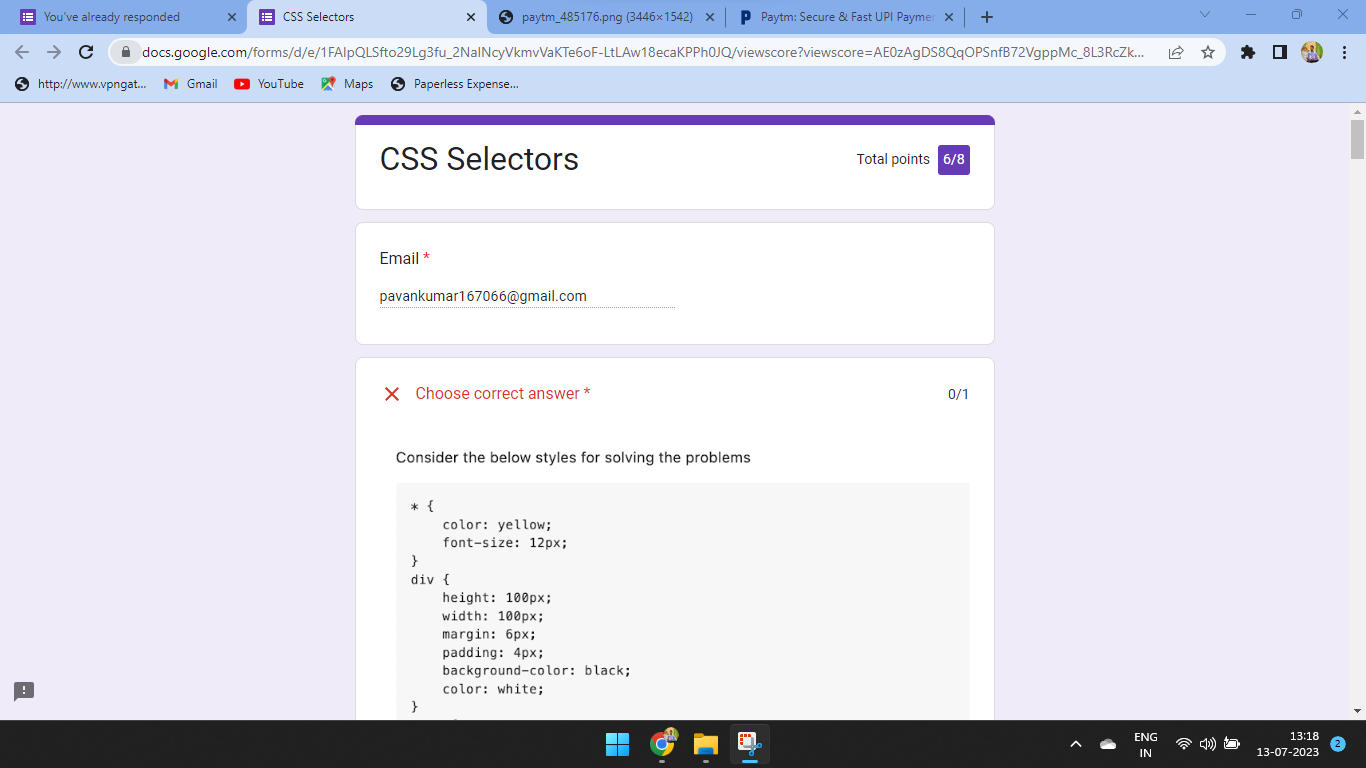 You've already responded
CSS Selectors
paytm_485176.png (3446×1542)
Paytm: Secure & Fast UPI Payme
docs.google.com/forms/d/e/1FAIpQLSfto29Lg3fu_2NaINcyVkmvVaKTe6oF-LtLAw18ecaKPPh0JQ/viewscore?viewscore=AE0zAgDS8QqOPSnfB72VgppMc_8L3RcZk...
http://www.vpngat...
Gmail
YouTube
Maps
Paperless Expense...
CSS Selectors
Total points 6/8
Email *
pavankumar167066@gmail.com
Choose correct answer *
0/1
Consider the below styles for solving the problems
* {
color: yellow;
font-size: 12px;
}
div {
height: 100px;
width: 100px;
margin: 6px;
padding: 4px;
background-color: black;
color: white;
}
ENG
IN
13:18
13-07-2023
2